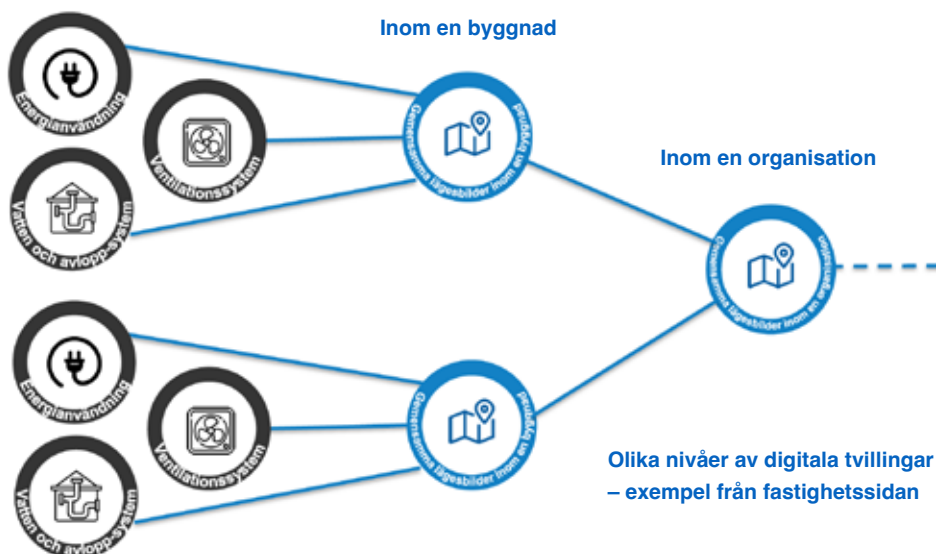 Inom en byggnad
Energianvändning
Ventilationssystem
Vatten och avlopp-system
Gemensamma lägesbilder inom en byggnad
Inom en organisation
Gemensamma lägesbilder inom en organisation
Energianvändning
Ventilationssystem
Vatten och avlopp-system
Gemensamma lägesbilder inom en byggnad
Olika nivåer av digitala tvillingar
– exempel från fastighetssidan